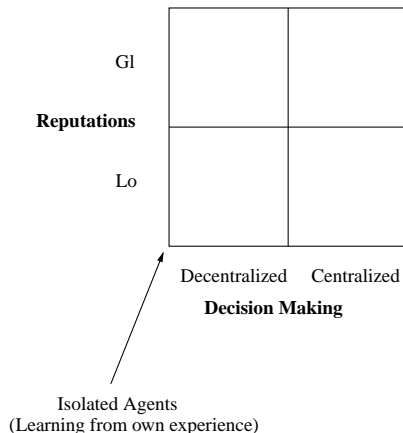 Gl
Reputations
Lo
Decentralized Centralized
Decision Making
Isolated Agents
(Learning from own experience)